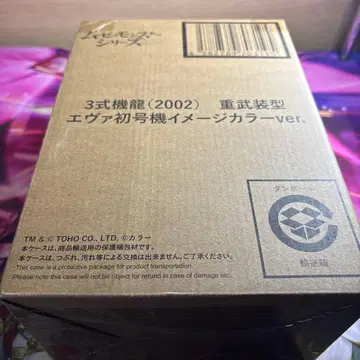 シリーズ
3式機龍(2002) 重武装型
エヴァ初号機イメージカラーver.
ダンボール
輸送箱
TM & © TOHO CO., LTD. ©カラー
本ケースは、商品輸送用の保護梱包材です。
本ケースは、つぶれ、汚れ等による交換は出来ません。ご了承ください。
This case is a protective package for product transportation.
Please note this case will not be object for refund in case of damage etc.